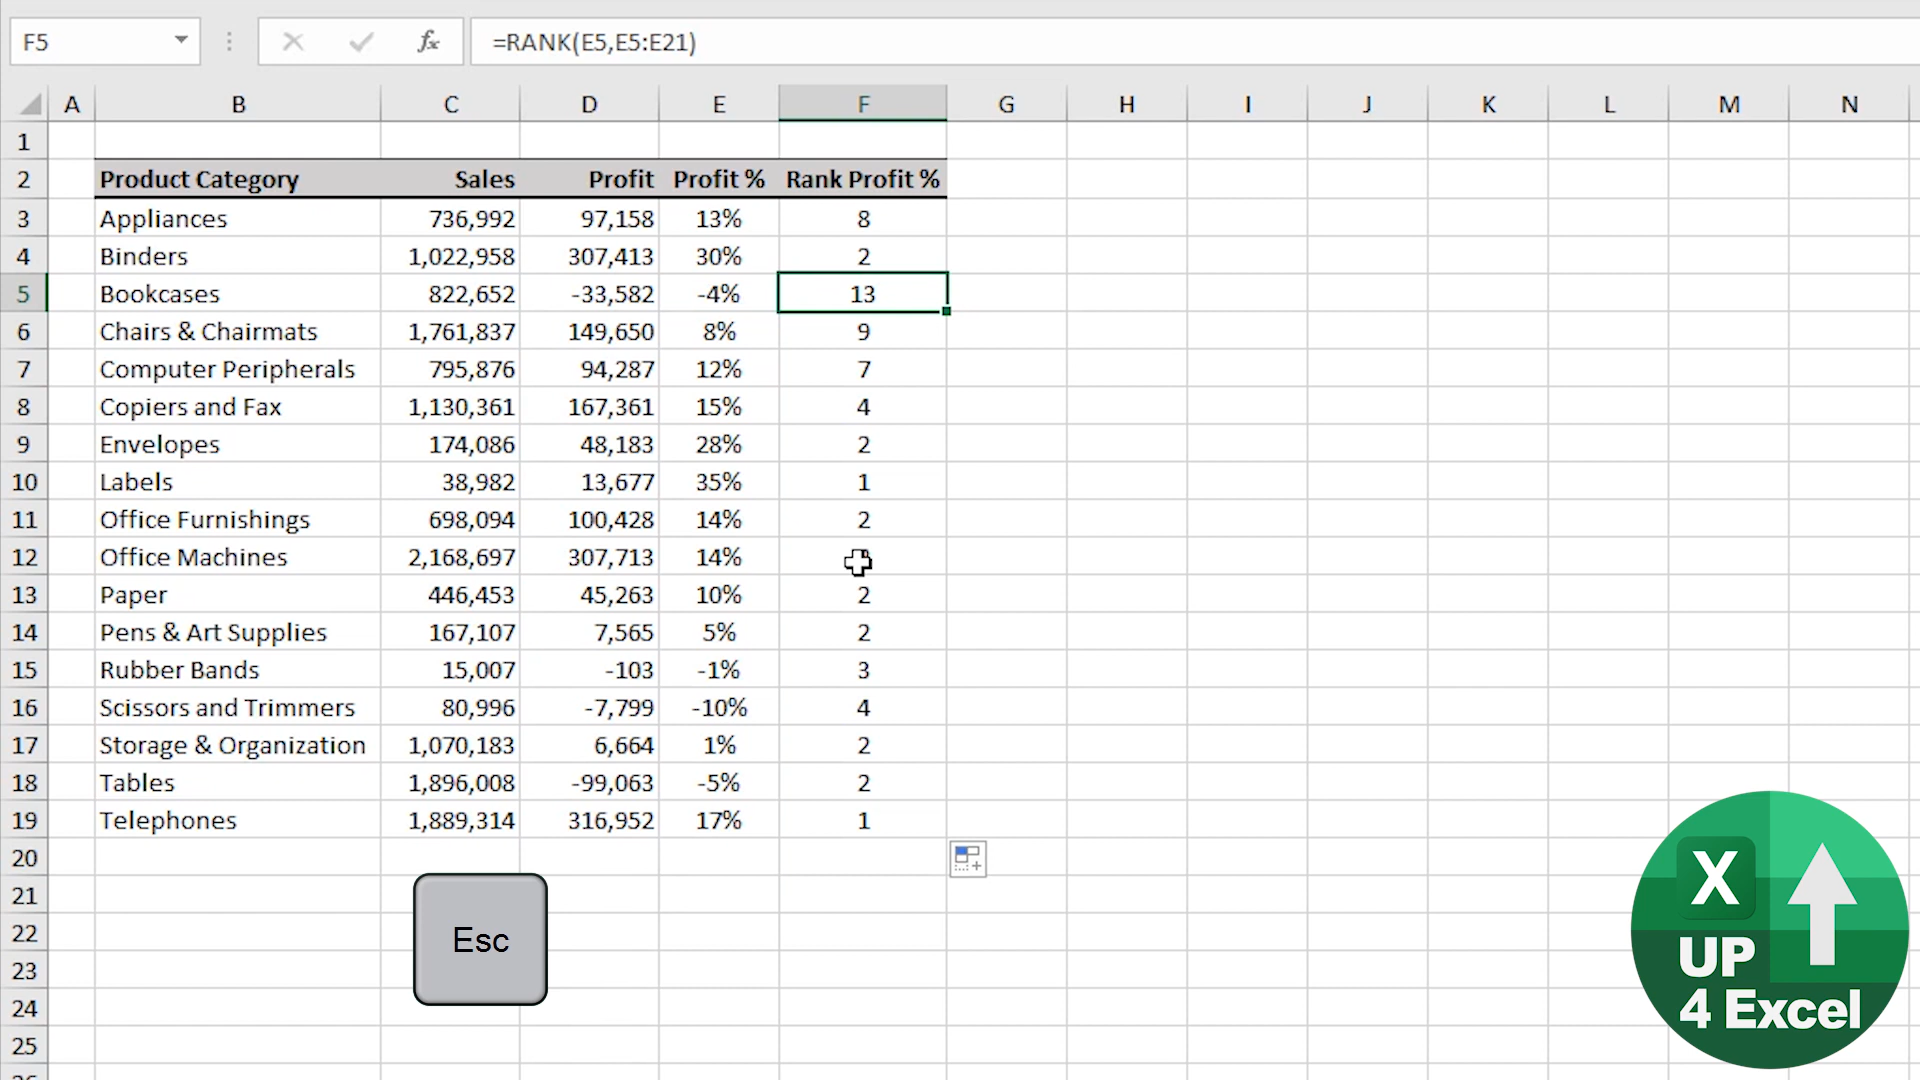 F5 fx =RANK(E5,E5:E21)
A B C D E F G H I J K L M N
1
2 Product Category Sales Profit Profit % Rank Profit %
3 Appliances 736,992 97,158 13% 8
4 Binders 1,022,958 307,413 30% 2
5 Bookcases 822,652 -33,582 -4% 13
6 Chairs & Chairmats 1,761,837 149,650 8% 9
7 Computer Peripherals 795,876 94,287 12% 7
8 Copiers and Fax 1,130,361 167,361 15% 4
9 Envelopes 174,086 48,183 28% 2
10 Labels 38,982 13,677 35% 1
11 Office Furnishings 698,094 100,428 14% 2
12 Office Machines 2,168,697 307,713 14%
13 Paper 446,453 45,263 10% 2
14 Pens & Art Supplies 167,107 7,565 5% 2
15 Rubber Bands 15,007 -103 -1% 3
16 Scissors and Trimmers 80,996 -7,799 -10% 4
17 Storage & Organization 1,070,183 6,664 1% 2
18 Tables 1,896,008 -99,063 -5% 2
19 Telephones 1,889,314 316,952 17% 1
20
21
22
23
24
25
Esc
X
UP
4 Excel